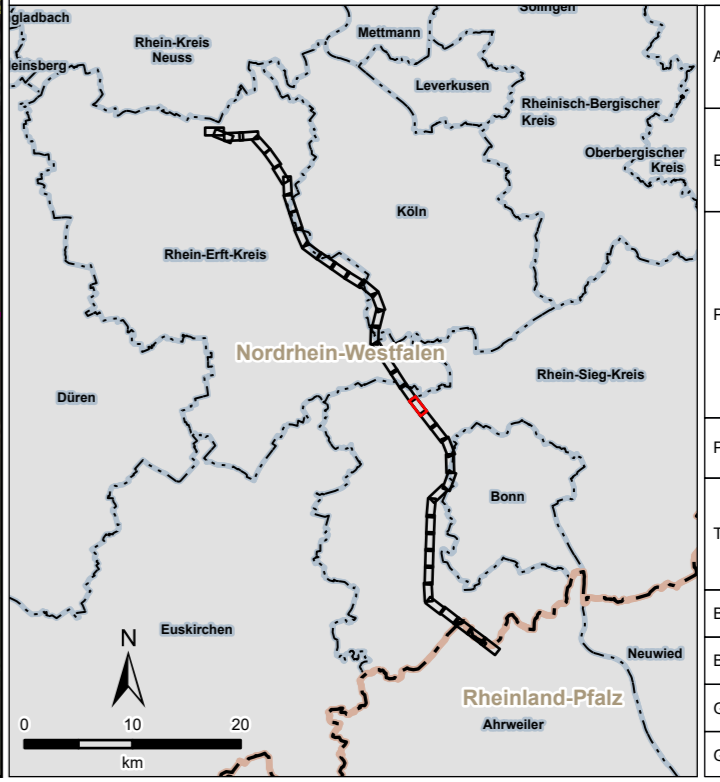 gladbach
Solingen
Mettmann
Rhein-Kreis
Neuss
einsberg
Leverkusen
Rheinisch-Bergischer
Kreis
Oberbergischer
Kreis
Köln
Rhein-Erft-Kreis
Nordrhein-Westfalen
Rhein-Sieg-Kreis
Düren
Bonn
Euskirchen
N
Neuwied
Rheinland-Pfalz
Ahrweiler
0 10 20
km